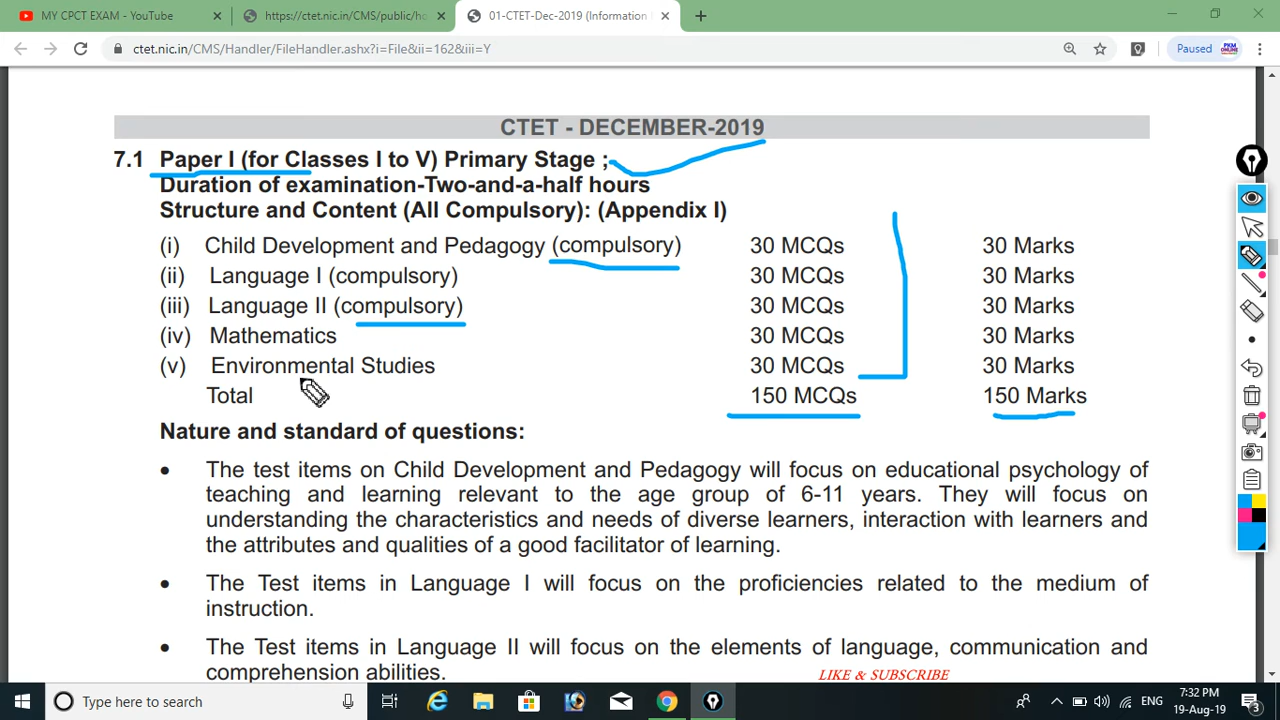 MY CPCT EXAM - YouTube
https://ctet.nic.in/CMS/public/ho
01-CTET-Dec-2019 (Information
ctet.nic.in/CMS/Handler/FileHandler.ashx?i=File&ii=162&iii=Y
Paused
PKM
ONLINE
CTET - DECEMBER-2019
7.1 Paper I (for Classes I to V) Primary Stage ;
Duration of examination-Two-and-a-half hours
Structure and Content (All Compulsory): (Appendix I)
(i) Child Development and Pedagogy (compulsory) 30 MCQs 30 Marks
(ii) Language I (compulsory) 30 MCQs 30 Marks
(iii) Language II (compulsory) 30 MCQs 30 Marks
(iv) Mathematics 30 MCQs 30 Marks
(v) Environmental Studies 30 MCQs 30 Marks
Total 150 MCQs 150 Marks
Nature and standard of questions:
• The test items on Child Development and Pedagogy will focus on educational psychology of
teaching and learning relevant to the age group of 6-11 years. They will focus on
understanding the characteristics and needs of diverse learners, interaction with learners and
the attributes and qualities of a good facilitator of learning.
• The Test items in Language I will focus on the proficiencies related to the medium of
instruction.
• The Test items in Language II will focus on the elements of language, communication and
comprehension abilities.
LIKE & SUBSCRIBE
Type here to search
ENG
7:32 PM
19-Aug-19
3